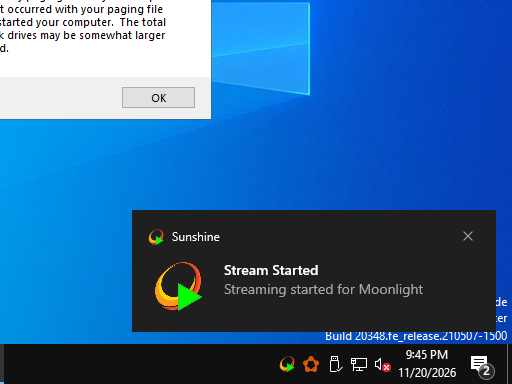 t occurred with your paging file
started your computer. The total
k drives may be somewhat larger
d.
OK
Sunshine
Stream Started
Streaming started for Moonlight
de
ter
Build 20348.fe_release.210507-1500
9:45 PM
11/20/2026
2